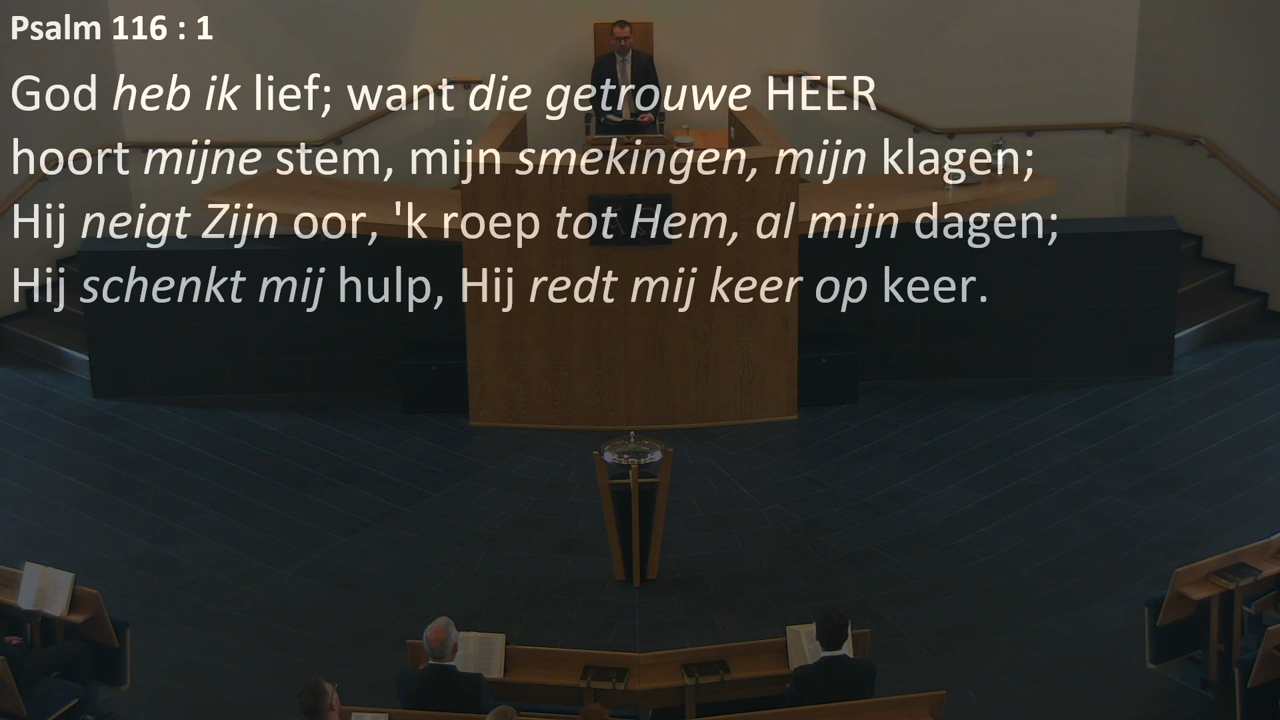 Psalm 116 : 1
God heb ik lief; want die getrouwe HEER
hoort mijne stem, mijn smekingen, mijn klagen;
Hij neigt Zijn oor, 'k roep tot Hem, al mijn dagen;
Hij schenkt mij hulp, Hij redt mij keer op keer.